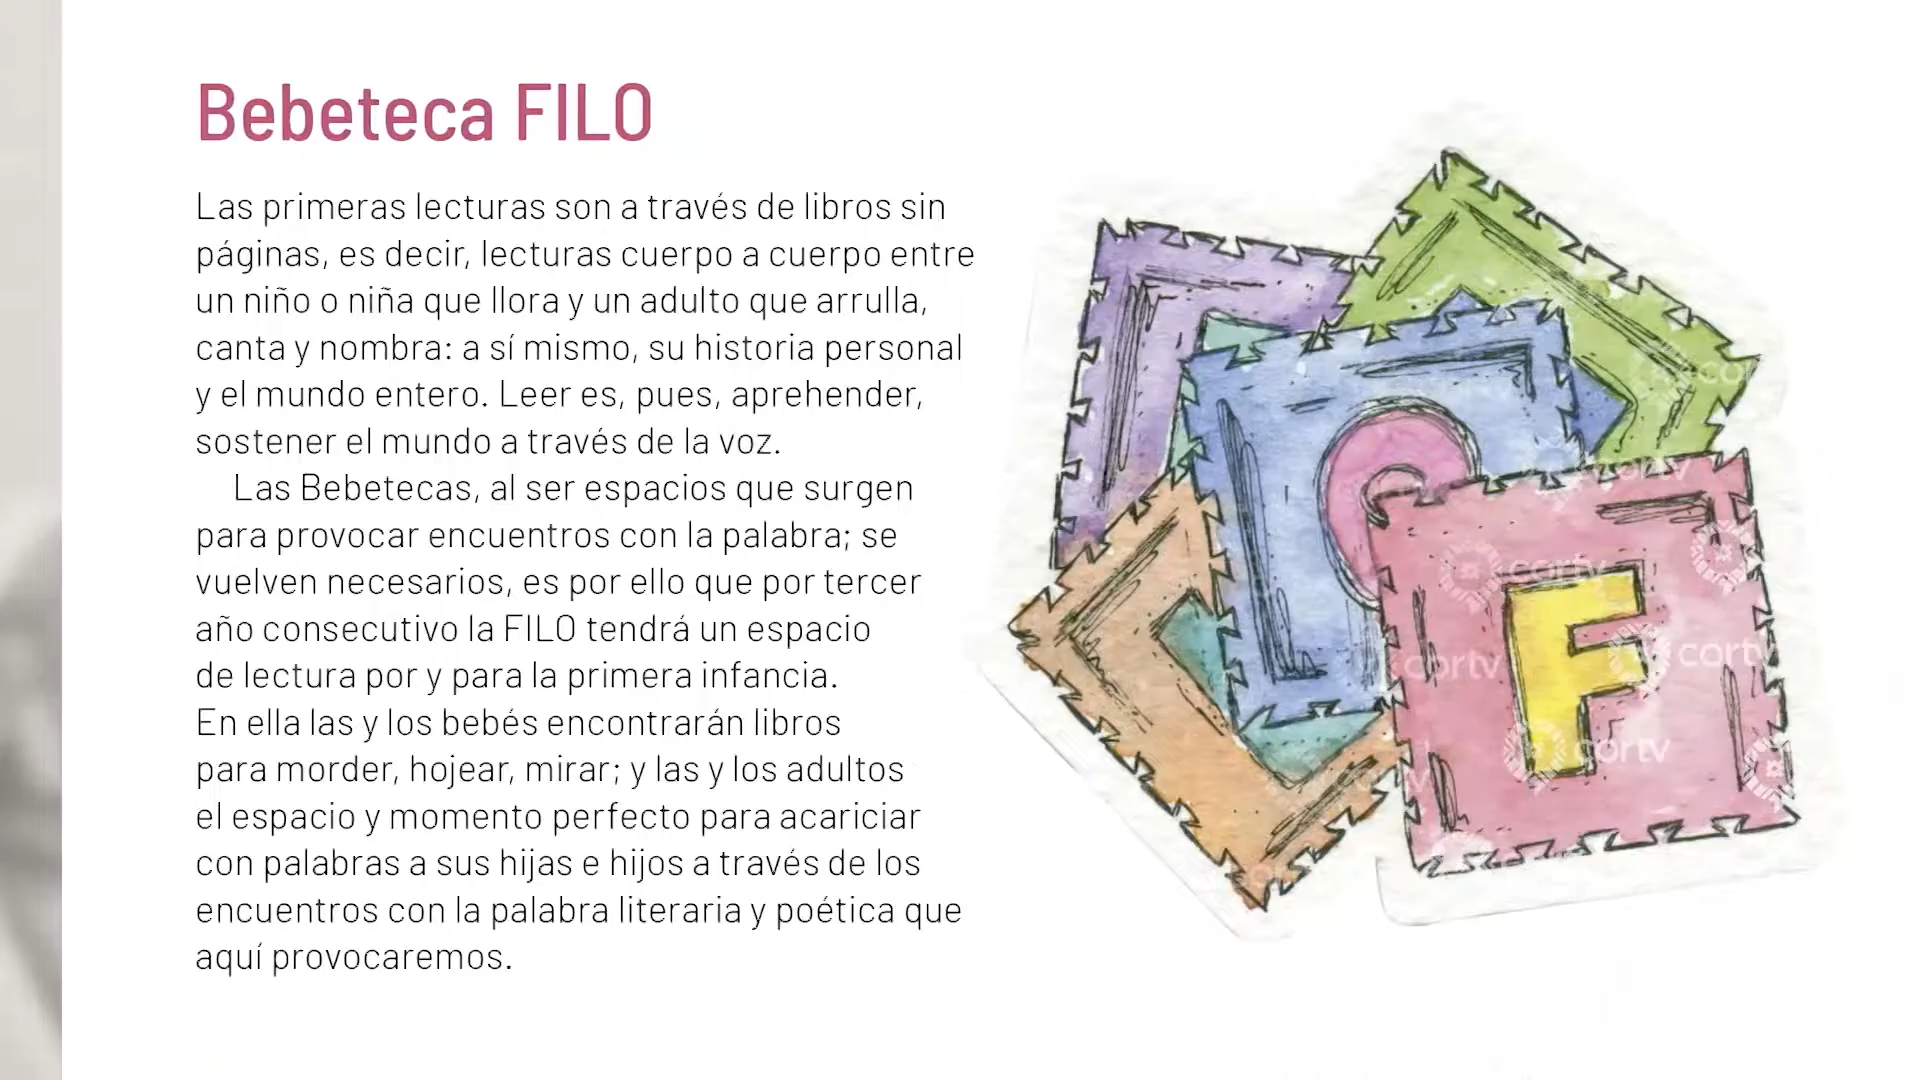 Bebeteca FILO
Las primeras lecturas son a través de libros sin
páginas, es decir, lecturas cuerpo a cuerpo entre
un niño o niña que llora y un adulto que arrulla,
canta y nombra: a sí mismo, su historia personal
y el mundo entero. Leer es, pues, aprehender,
sostener el mundo a través de la voz.
Las Bebetecas, al ser espacios que surgen
para provocar encuentros con la palabra; se
vuelven necesarios, es por ello que por tercer
año consecutivo la FILO tendrá un espacio
de lectura por y para la primera infancia.
En ella las y los bebés encontrarán libros
para morder, hojear, mirar; y las y los adultos
el espacio y momento perfecto para acariciar
con palabras a sus hijas e hijos a través de los
encuentros con la palabra literaria y poética que
aquí provocaremos.
F
cortv
cortv
cortv
cortv
cortv